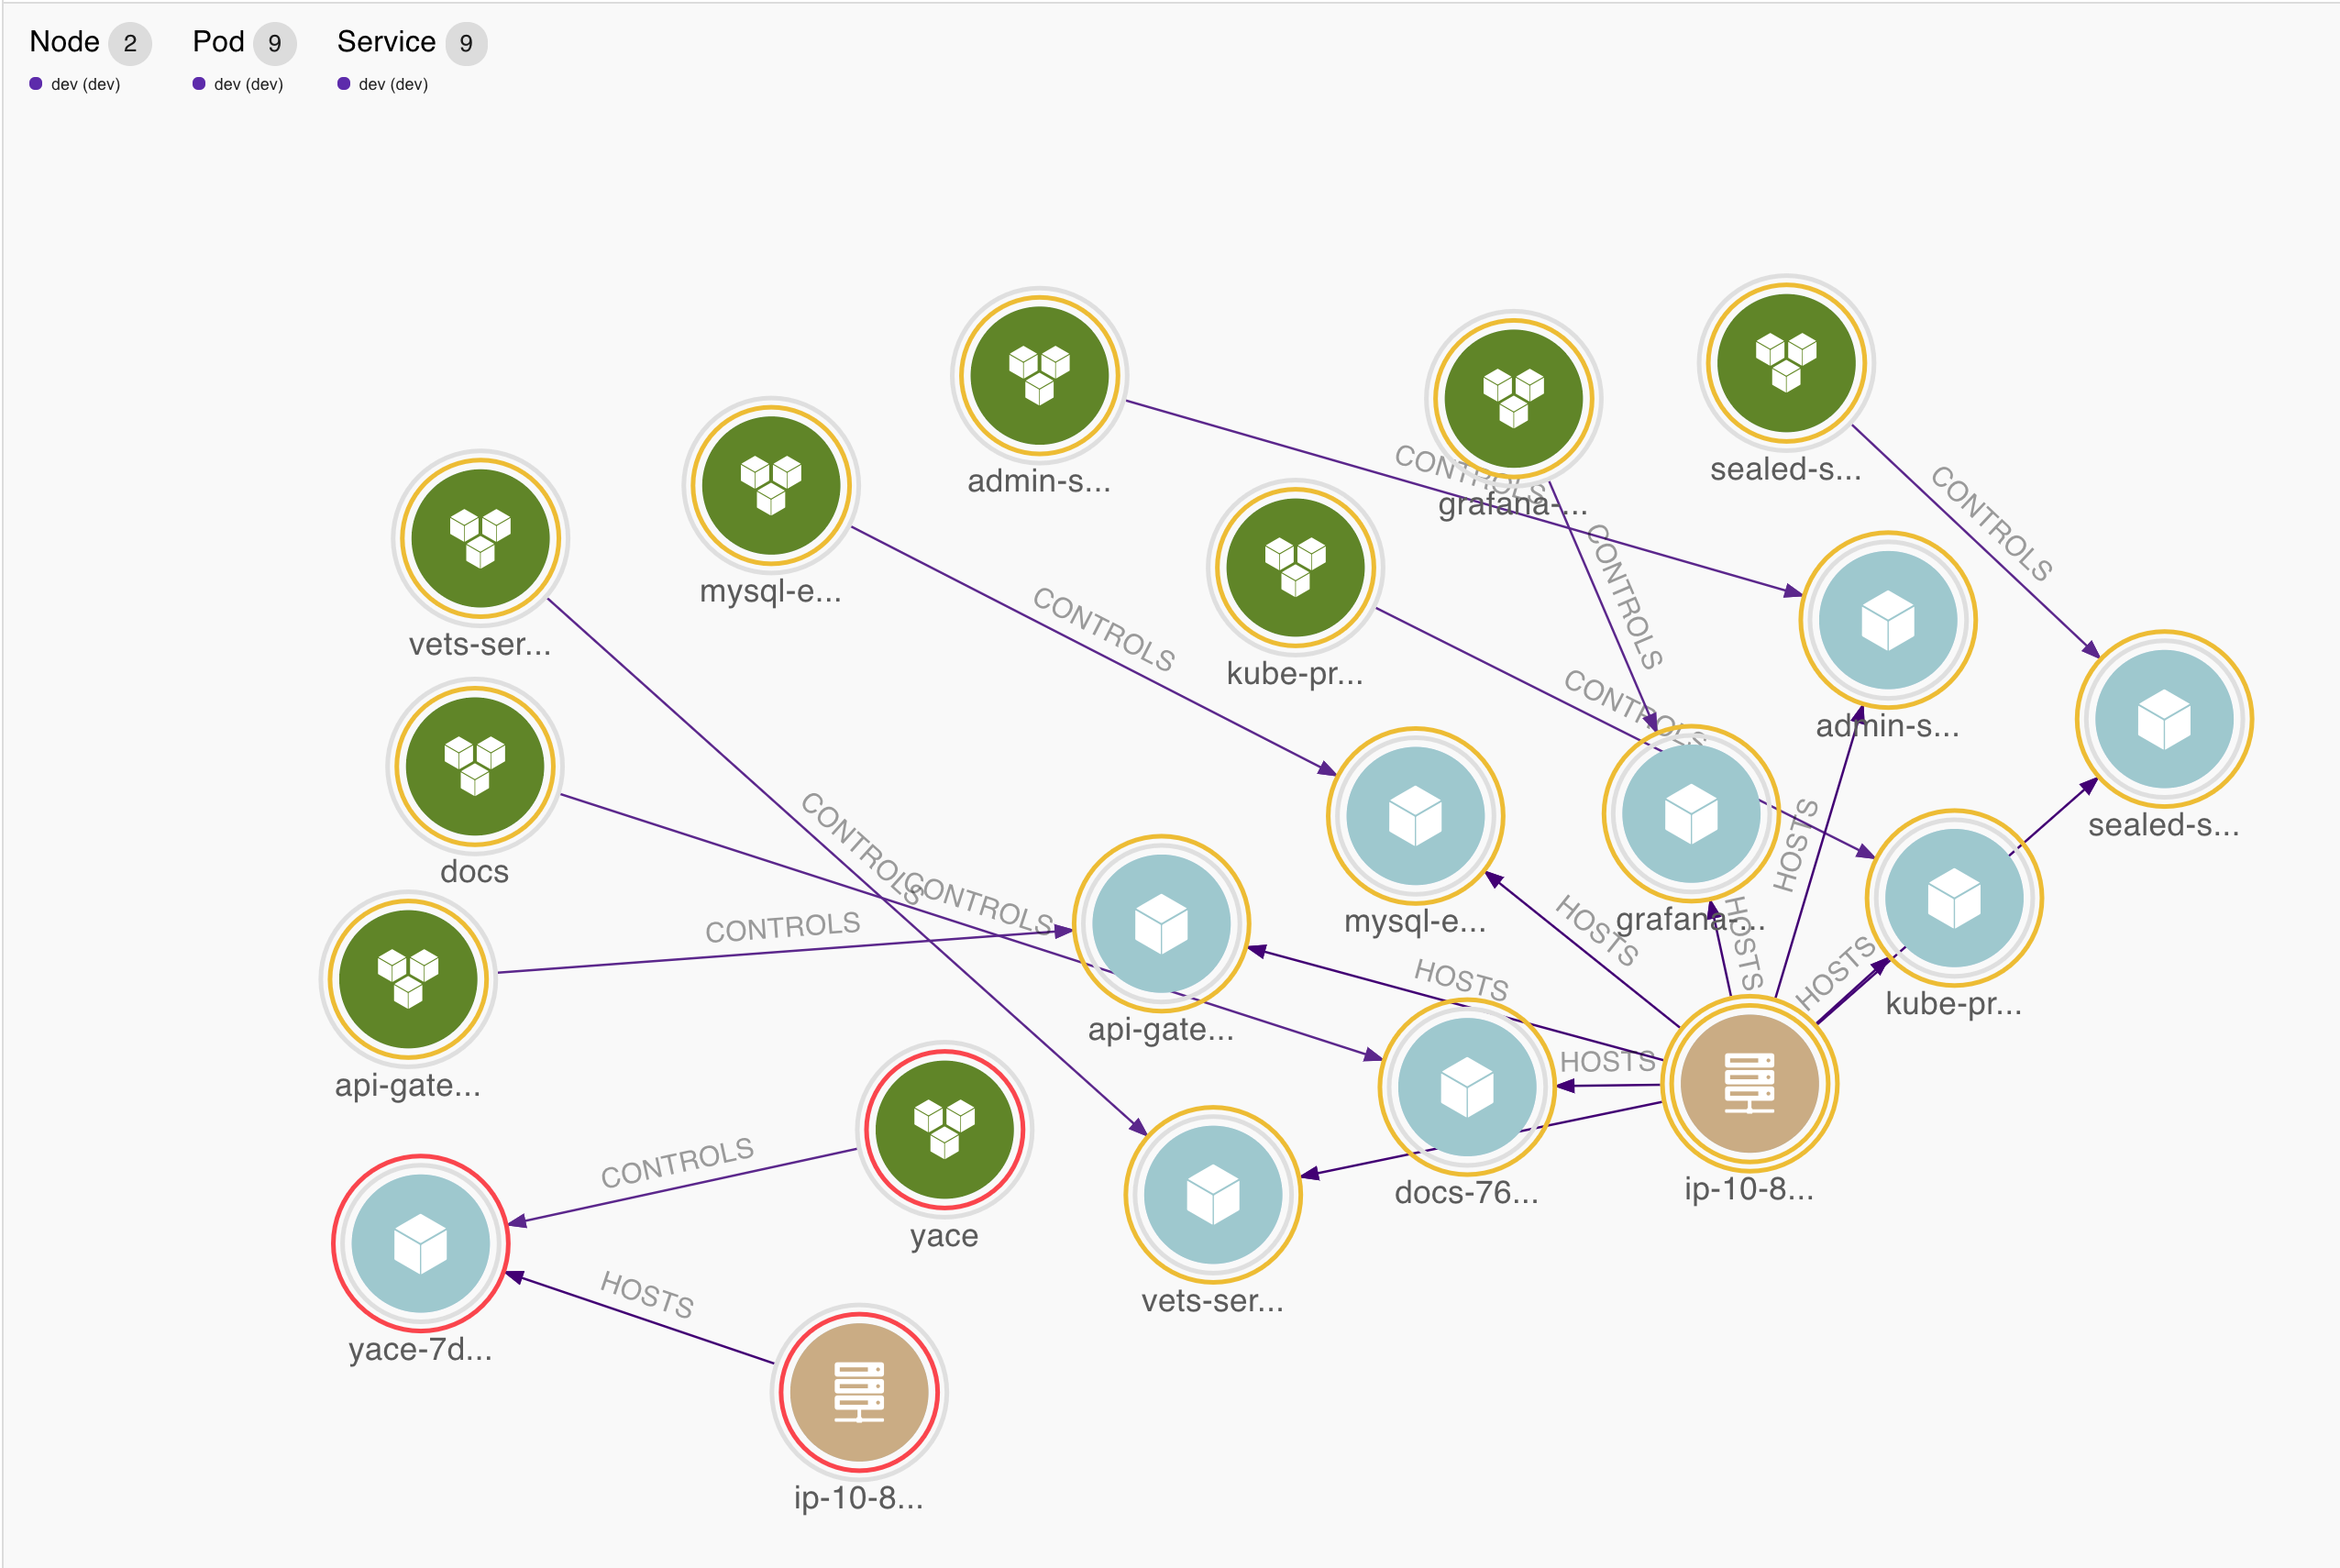 Node 2 Pod 9 Service 9
dev (dev) dev (dev) dev (dev)
sealed-s...
admin-s...
CONTROLS
grafana-...
CONTROLS
CONTROLS
mysql-e...
CONTROLS
vets-ser...
kube-pr...
CONTROLS
admin-s...
sealed-s...
docs
CONTROLS
CONTROLS
CONTROLS
HOSTS
mysql-e...
grafana-...
HOSTS
HOSTS
HOSTS
HOSTS
kube-pr...
api-gate...
api-gate...
HOSTS
CONTROLS
docs-76...
ip-10-8...
yace
HOSTS
vets-ser...
yace-7d...
ip-10-8...